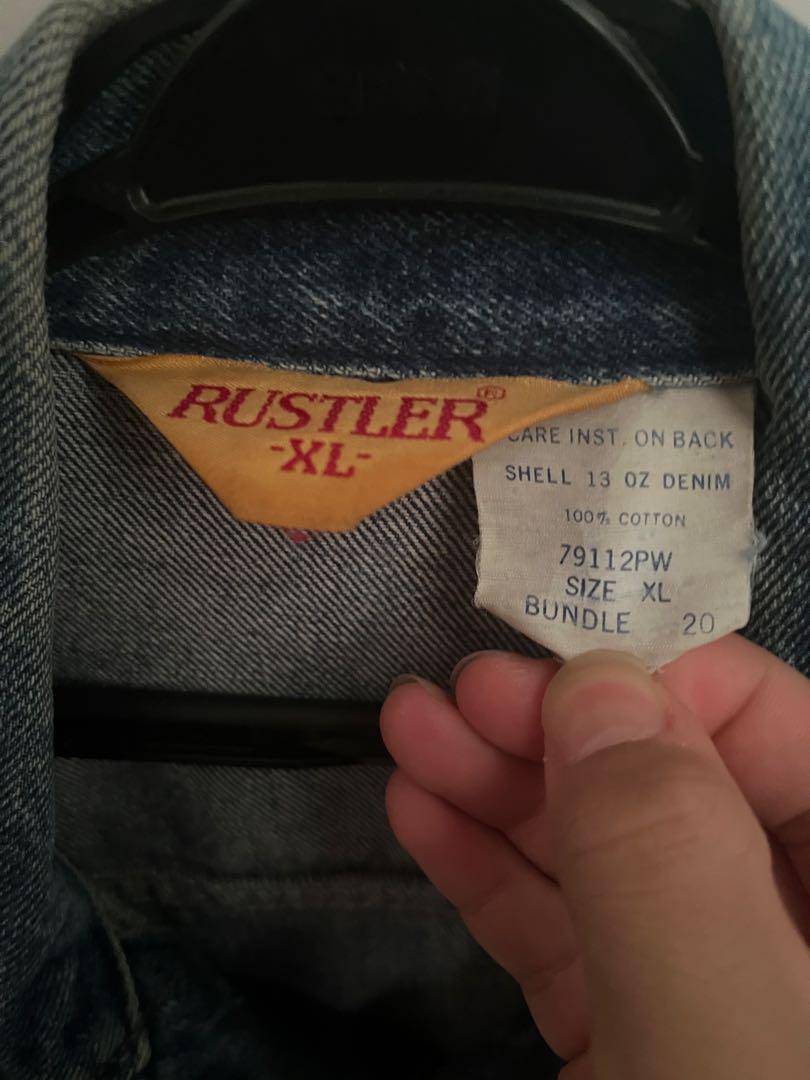 RUSTLER®
-XL-
CARE INST. ON BACK
SHELL 13 OZ DENIM
100% COTTON
79112PW
SIZE XL
BUNDLE 20